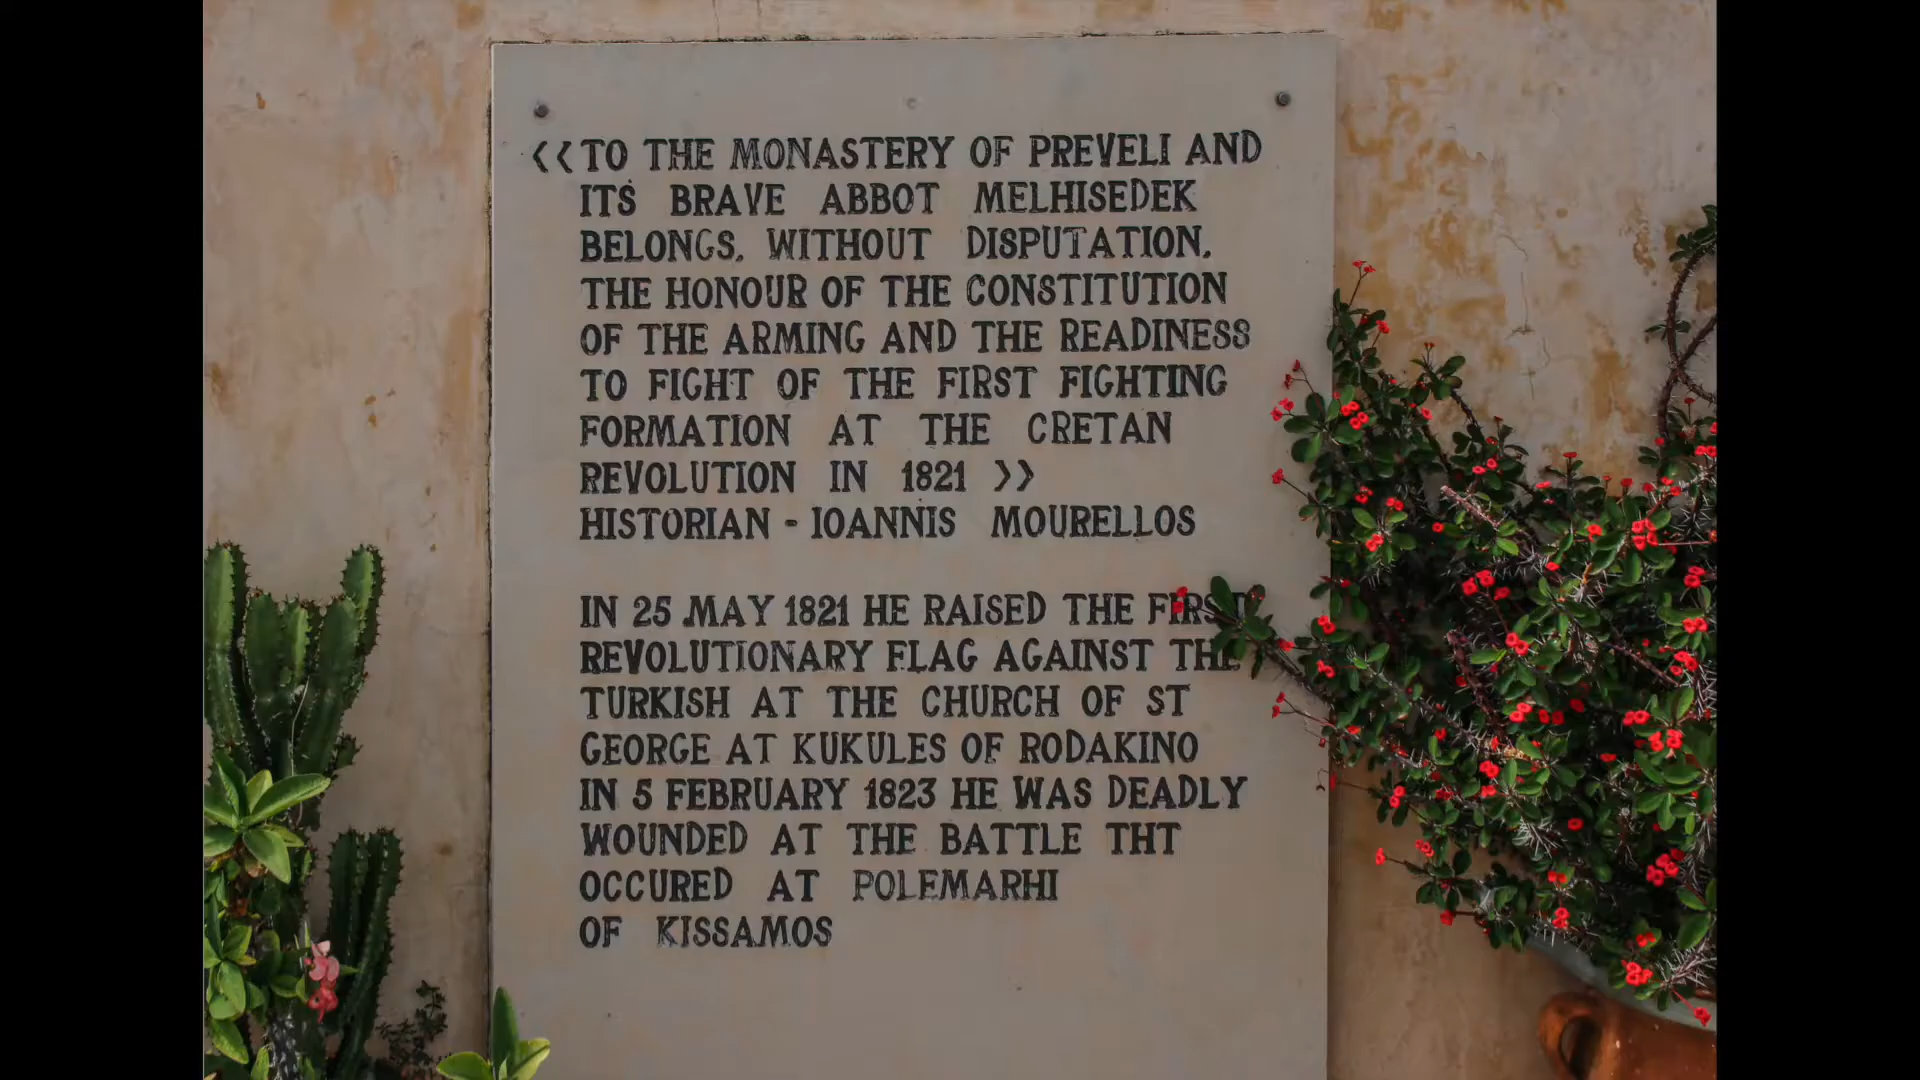 <<TO THE MONASTERY OF PREVELI AND
ITS BRAVE ABBOT MELHISEDEK
BELONGS, WITHOUT DISPUTATION,
THE HONOUR OF THE CONSTITUTION
OF THE ARMING AND THE READINESS
TO FIGHT OF THE FIRST FIGHTING
FORMATION AT THE CRETAN
REVOLUTION IN 1821 >>
HISTORIAN - IOANNIS MOURELLOS
IN 25 MAY 1821 HE RAISED THE FIRST
REVOLUTIONARY FLAG AGAINST THE
TURKISH AT THE CHURCH OF ST
GEORGE AT KUKULES OF RODAKINO
IN 5 FEBRUARY 1823 HE WAS DEADLY
WOUNDED AT THE BATTLE THT
OCCURED AT POLEMARHI
OF KISSAMOS